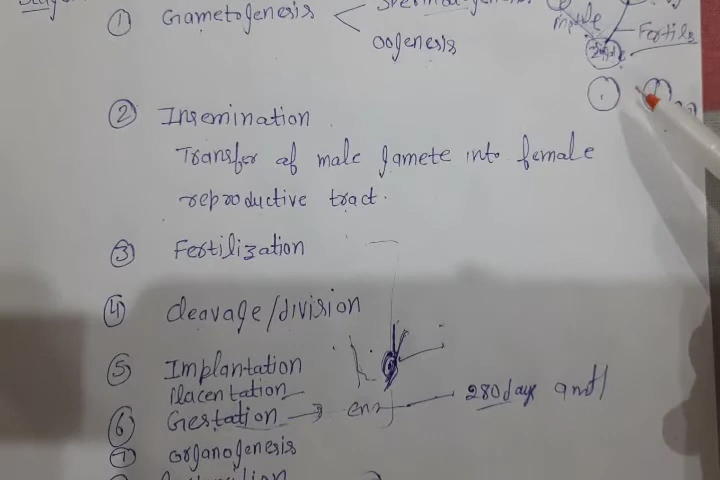 ① Gametogenesis
oogenesis
Fertils
② Insemination
Transfer of male gamete into female
reproductive tract.
③ Fertilization
④ cleavage/division
⑤ Implantation
Placentation
⑥ Gestation → 280 days
⑦ organogenesis